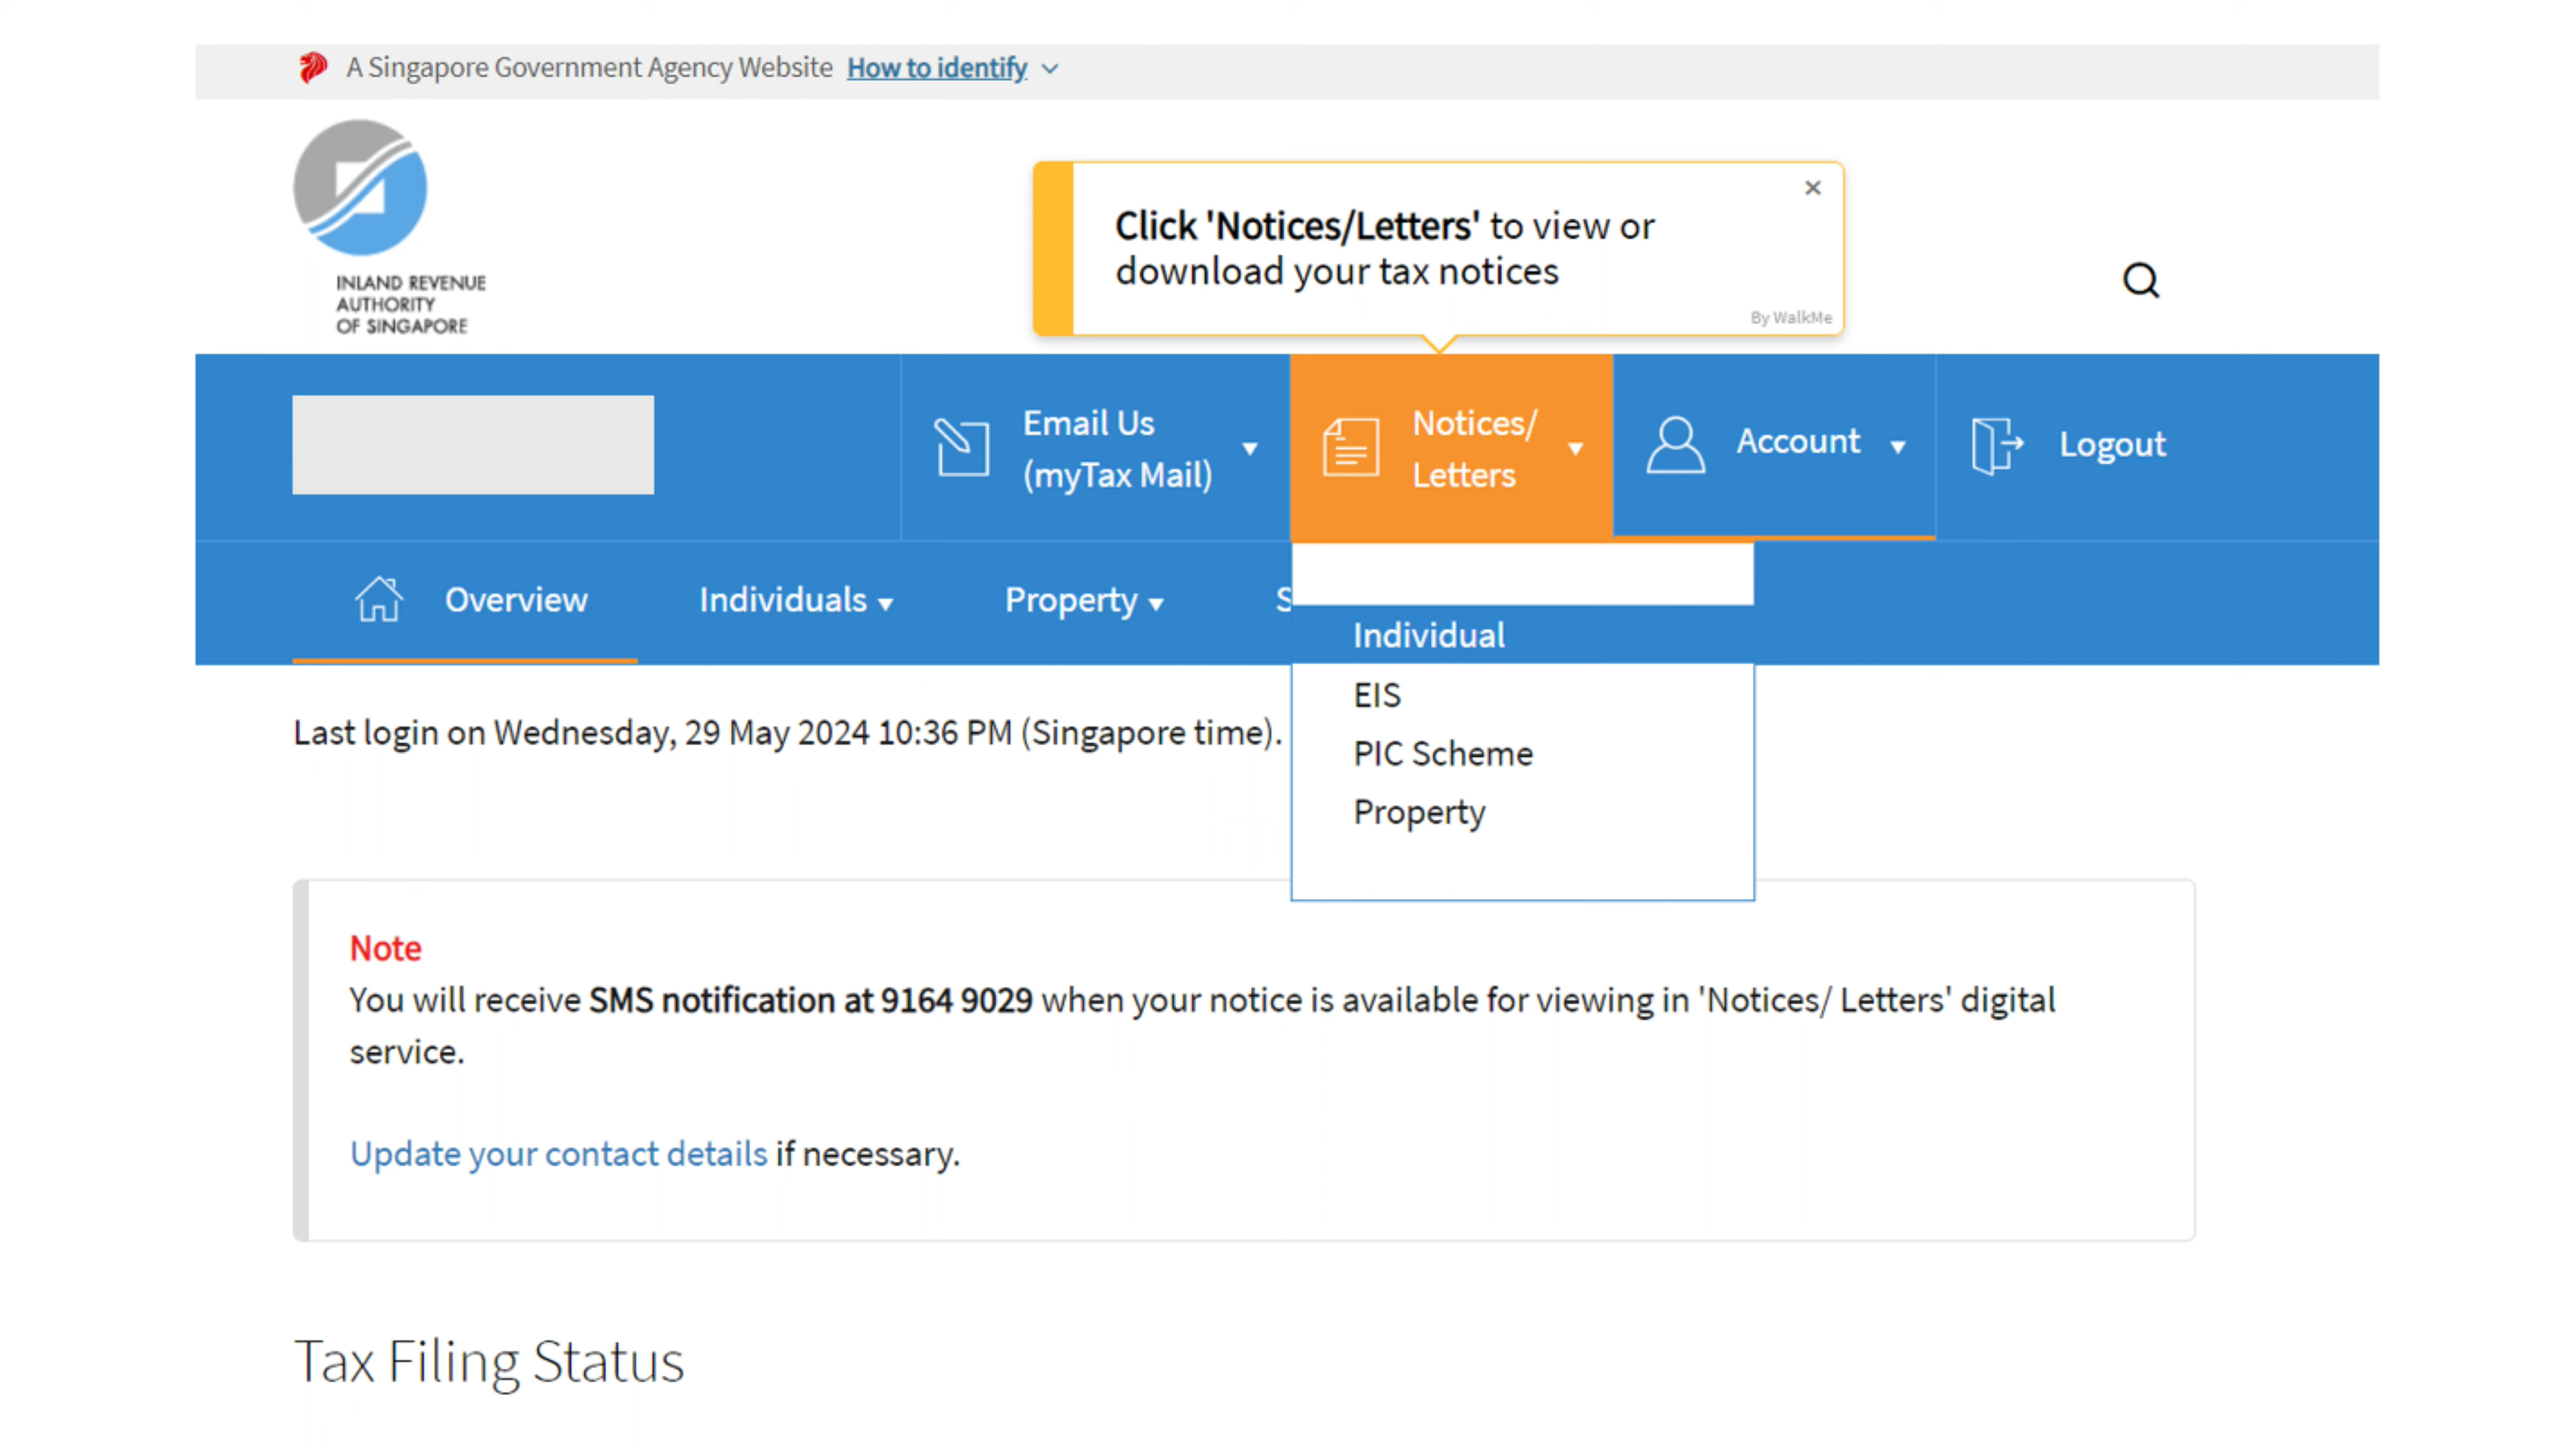 A Singapore Government Agency Website How to identify
INLAND REVENUE
AUTHORITY
OF SINGAPORE
Click 'Notices/Letters' to view or
download your tax notices
By WalkMe
Email Us
(myTax Mail)
Notices/
Letters
Account
Logout
Overview
Individuals
Property
S
Individual
EIS
PIC Scheme
Property
Last login on Wednesday, 29 May 2024 10:36 PM (Singapore time).
Note
You will receive SMS notification at 9164 9029 when your notice is available for viewing in 'Notices/ Letters' digital
service.
Update your contact details if necessary.
Tax Filing Status